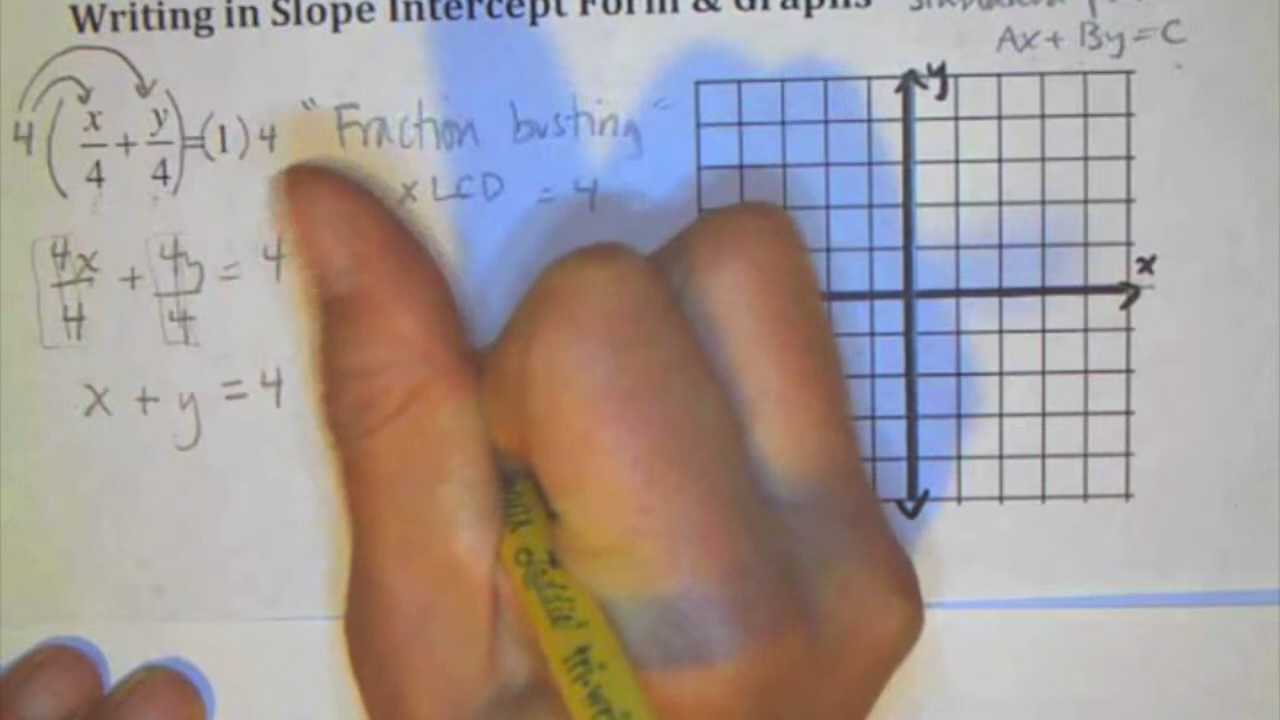 Writing in Slope Intercept Form & Graphs
Ax + By = C
4 ( x/4 + y/4 ) = (1) 4 "Fraction busting"
x LCD = 4
4x/4 + 4y/4 = 4
x + y = 4
y
x